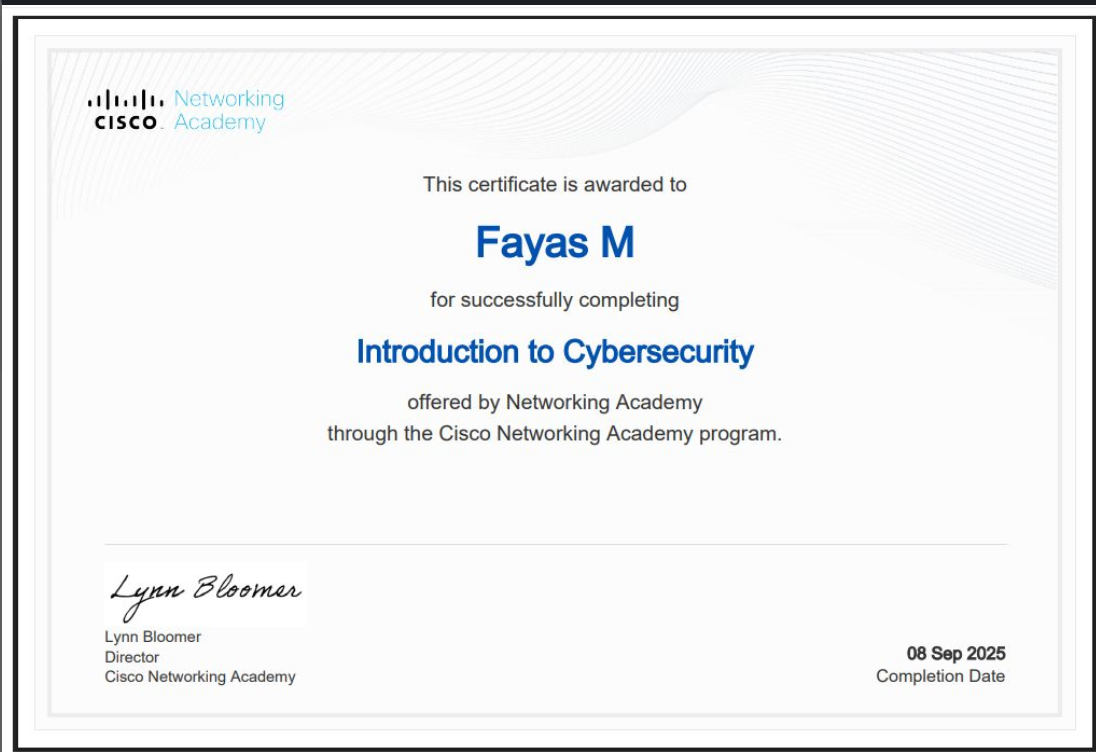 Networking
CISCO Academy
This certificate is awarded to
Fayas M
for successfully completing
Introduction to Cybersecurity
offered by Networking Academy
through the Cisco Networking Academy program.
Lynn Bloomer
Lynn Bloomer
Director
Cisco Networking Academy
08 Sep 2025
Completion Date